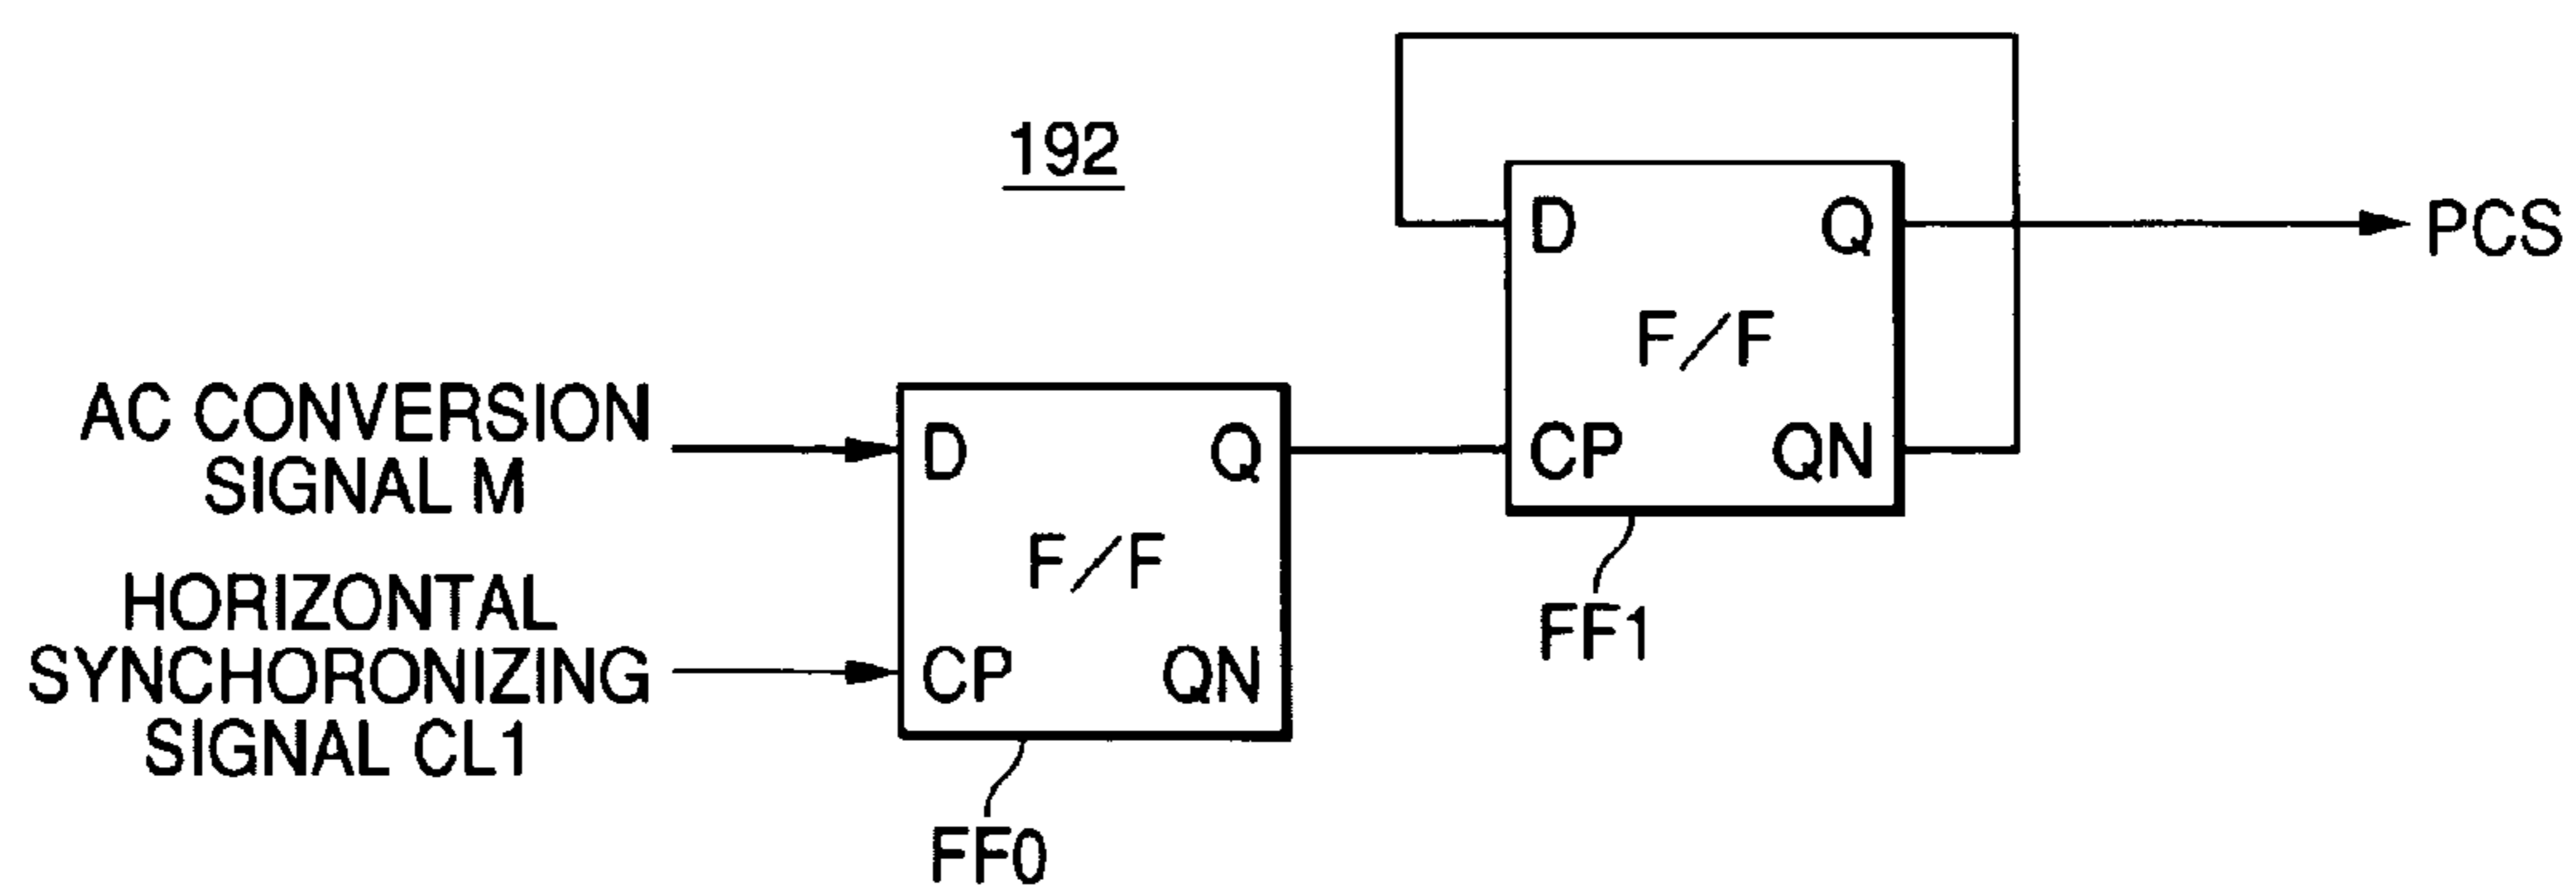 192
D Q
F/F
CP QN
PCS
FF1
AC CONVERSION
SIGNAL M
HORIZONTAL
SYNCHORONIZING
SIGNAL CL1
D Q
F/F
CP QN
FF0